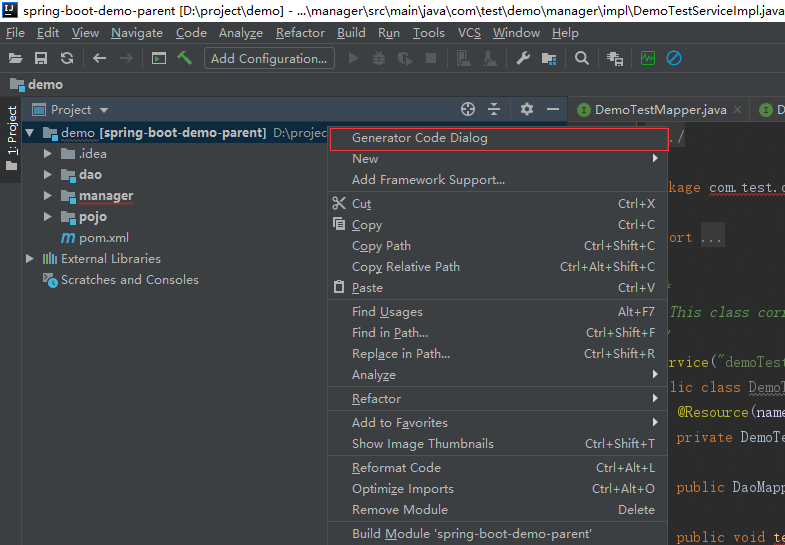 spring-boot-demo-parent [D:\project\demo] - ...\manager\src\main\java\com\test\demo\manager\impl\DemoTestServiceImpl.java
File Edit View Navigate Code Analyze Refactor Build Run Tools VCS Window Help
Add Configuration...
demo
1: Project
Project
DemoTestMapper.java
D
demo [spring-boot-demo-parent] D:\projec
.idea
dao
manager
pojo
pom.xml
External Libraries
Scratches and Consoles
Generator Code Dialog
New
Add Framework Support...
Cut Ctrl+X
Copy Ctrl+C
Copy Path Ctrl+Shift+C
Copy Relative Path Ctrl+Alt+Shift+C
Paste Ctrl+V
Find Usages Alt+F7
Find in Path... Ctrl+Shift+F
Replace in Path... Ctrl+Shift+R
Analyze
Refactor
Add to Favorites
Show Image Thumbnails Ctrl+Shift+T
Reformat Code Ctrl+Alt+L
Optimize Imports Ctrl+Alt+O
Remove Module Delete
Build Module 'spring-boot-demo-parent'
./
kage com.test.d
ort ...
*
This class corr
/
rvice("demoTest
lic class DemoT
@Resource(name
private DemoTe
public DaoMapp
public void te